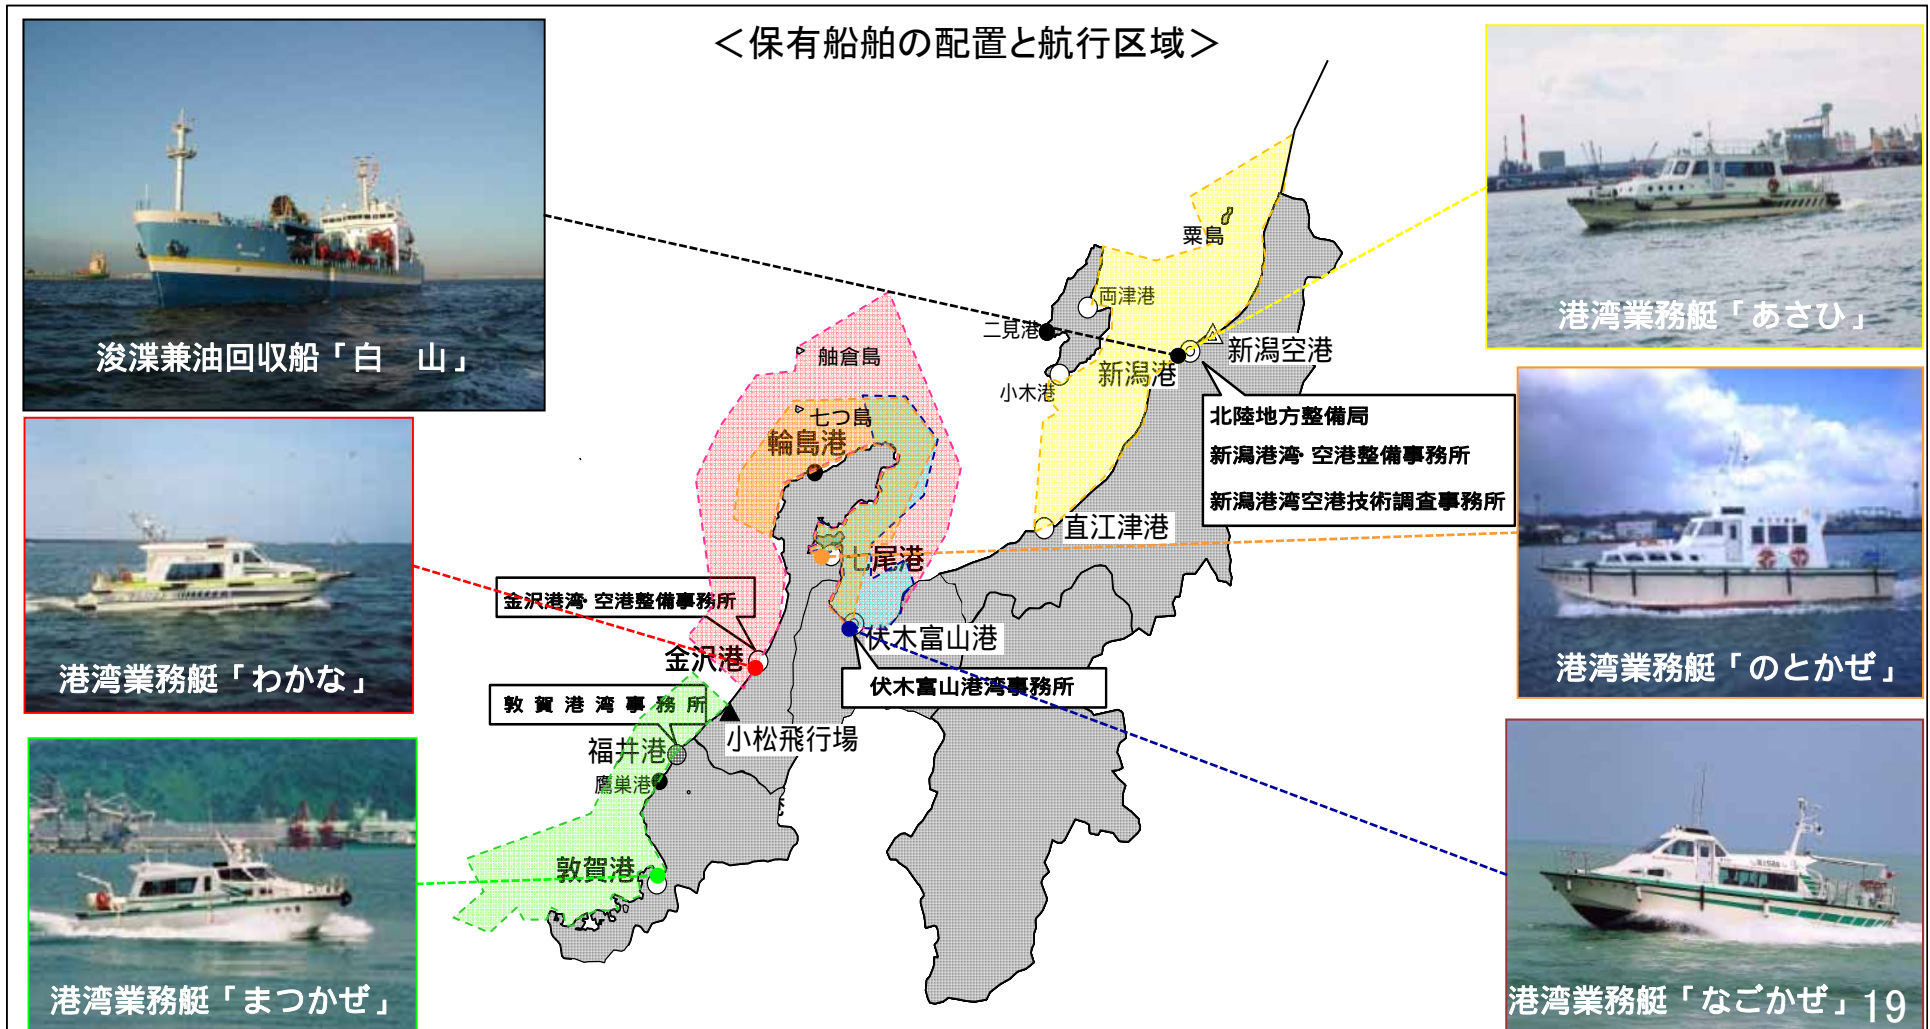 ＜保有船舶の配置と航行区域＞
浚渫兼油回収船「白　山」
港湾業務艇「わかな」
港湾業務艇「まつかぜ」
港湾業務艇「あさひ」
港湾業務艇「のとかぜ」
港湾業務艇「なごかぜ」
粟島
両津港
二見港
小木港
新潟港
新潟空港
北陸地方整備局
新潟港湾・空港整備事務所
新潟港湾空港技術調査事務所
直江津港
舳倉島
七つ島
輪島港
七尾港
金沢港湾・空港整備事務所
伏木富山港
金沢港
伏木富山港湾事務所
敦賀港湾事務所
小松飛行場
福井港
鷹巣港
敦賀港
19